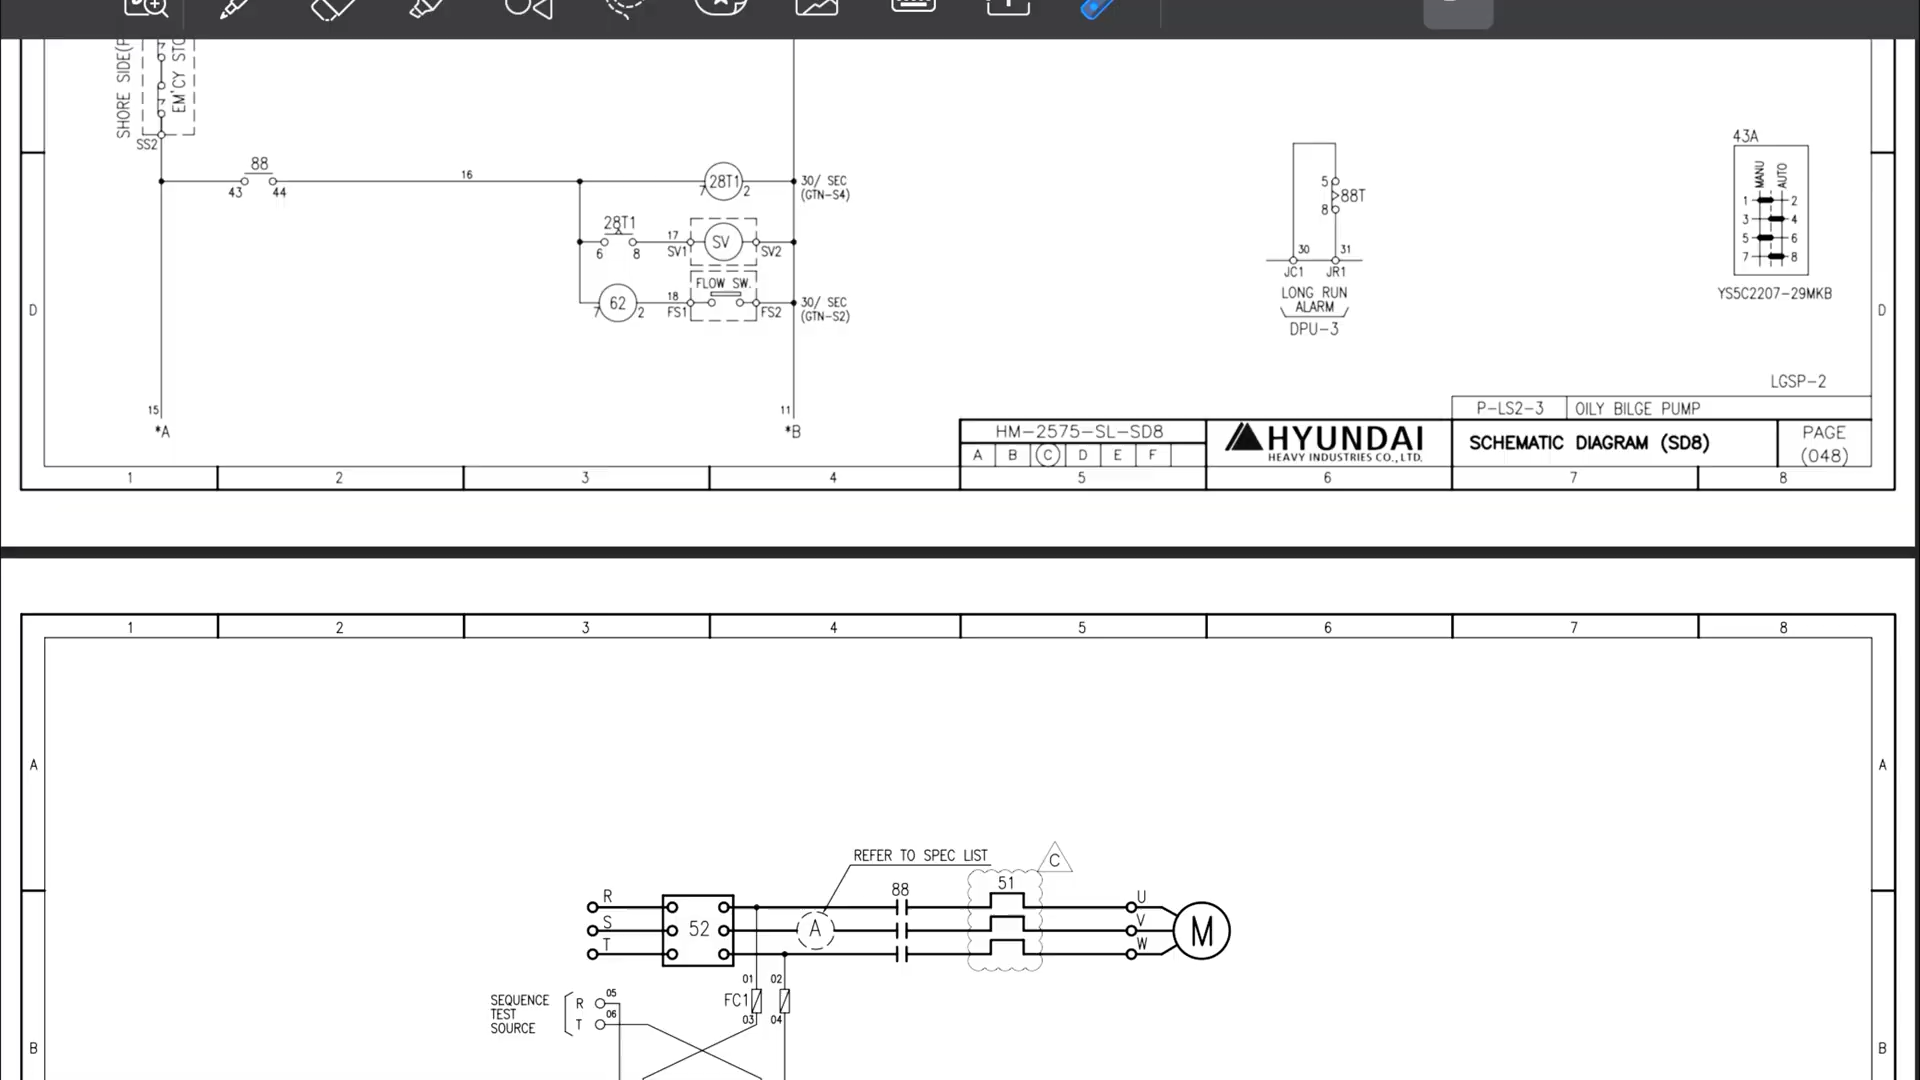 SHORE SIDE(F
EM'CY STO
SS2
88
43 44
16
28T1
7 2
30/ SEC
(GTN-S4)
28T1
6 8
17
SV1
SV
SV2
FLOW SW.
62
7 2
18
FS1
FS2
30/ SEC
(GTN-S2)
15
*A
11
*B
5
8
88T
30 31
JC1 JR1
LONG RUN
ALARM
DPU-3
43A
MANU AUTO
1 2
3 4
5 6
7 8
YS5C2207-29MKB
D
D
LGSP-2
P-LS2-3 OILY BILGE PUMP
HM-2575-SL-SD8
A B C D E F
HYUNDAI
HEAVY INDUSTRIES CO.,LTD.
SCHEMATIC DIAGRAM (SD8)
PAGE
(048)
1 2 3 4 5 6 7 8
1 2 3 4 5 6 7 8
A
A
REFER TO SPEC LIST
C
R
S
T
52
A
88
51
U
V
W
M
01 02
FC1
03 04
SEQUENCE
TEST
SOURCE
R 05
T 06
B
B